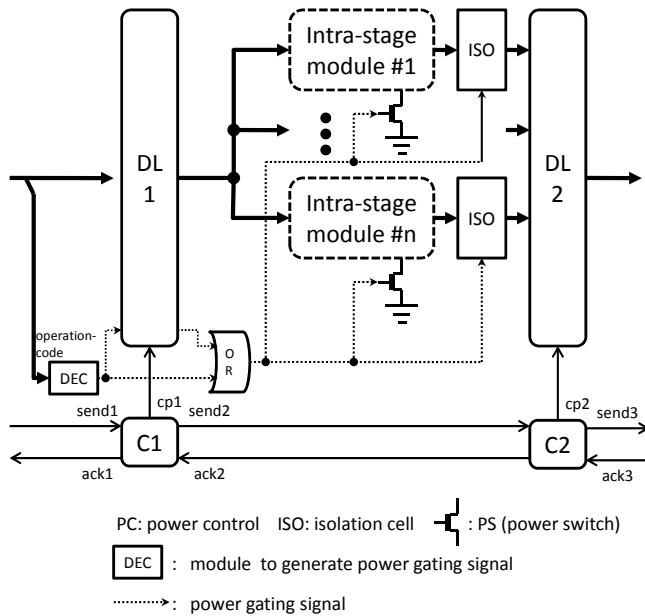 Intra-stage
module #1
ISO
DL
1
DL
2
Intra-stage
module #n
ISO
operation-
code
O
R
DEC
cp1
cp2
send1
send2
send3
C1
C2
ack1
ack2
ack3
PC: power control ISO: isolation cell : PS (power switch)
DEC : module to generate power gating signal
: power gating signal